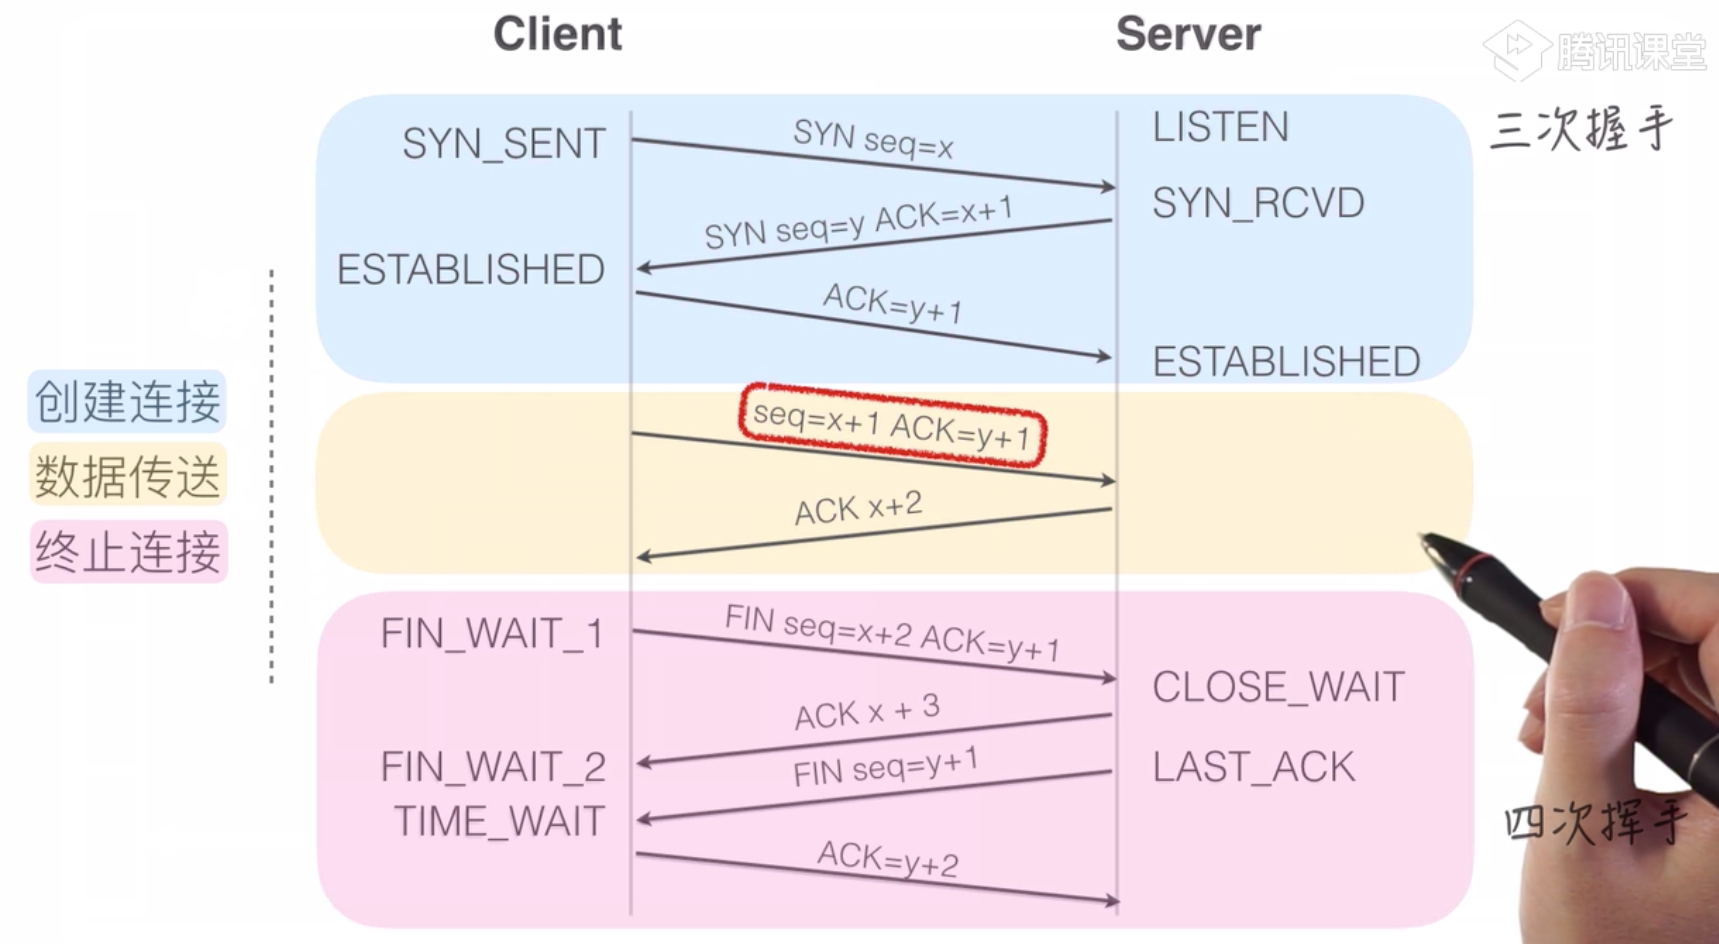 Client
Server
腾讯课堂
三次握手
SYN_SENT
SYN seq=x
LISTEN
SYN_RCVD
SYN seq=y ACK=x+1
ESTABLISHED
ACK=y+1
ESTABLISHED
创建连接
数据传送
终止连接
seq=x+1 ACK=y+1
ACK x+2
FIN_WAIT_1
FIN seq=x+2 ACK=y+1
CLOSE_WAIT
ACK x + 3
FIN_WAIT_2
FIN seq=y+1
LAST_ACK
TIME_WAIT
四次挥手
ACK=y+2